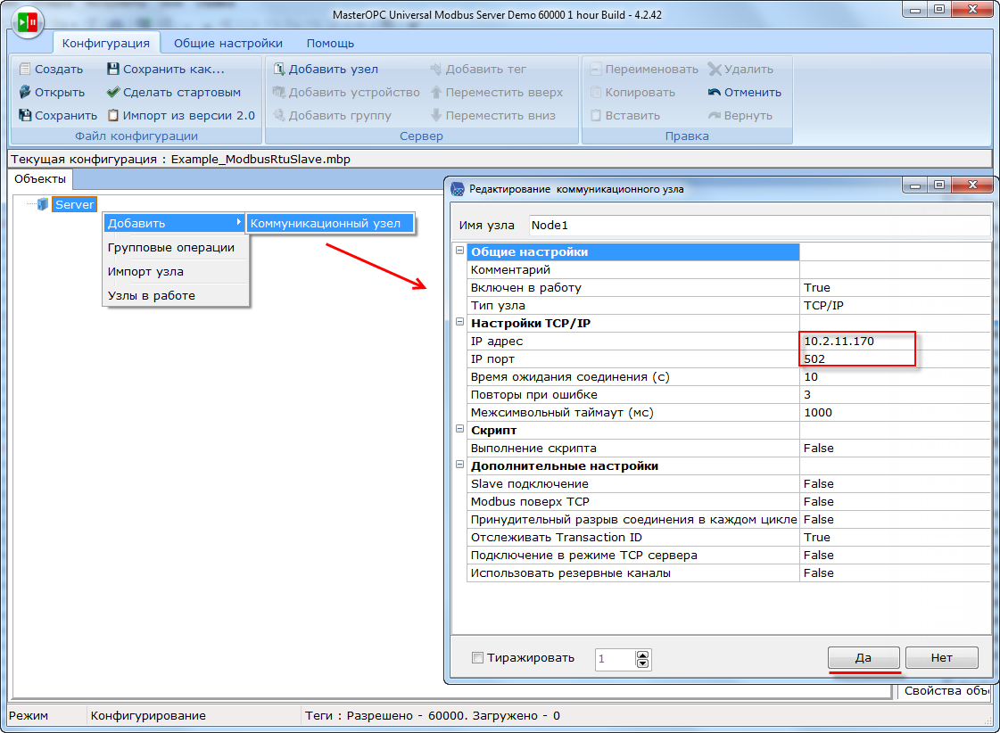 MasterOPC Universal Modbus Server Demo 60000 1 hour Build - 4.2.42
Конфигурация Общие настройки Помощь
Создать Сохранить как... Добавить узел Добавить тег Переименовать Удалить
Открыть Сделать стартовым Добавить устройство Переместить вверх Копировать Отменить
Сохранить Импорт из версии 2.0 Добавить группу Переместить вниз Вставить Вернуть
Файл конфигурации Сервер Правка
Текущая конфигурация : Example_ModbusRtuSlave.mbp
Объекты
Server
Добавить Коммуникационный узел
Групповые операции
Импорт узла
Узлы в работе
Редактирование коммуникационного узла
Имя узла Node1
Общие настройки
Комментарий
Включен в работу True
Тип узла TCP/IP
Настройки TCP/IP
IP адрес 10.2.11.170
IP порт 502
Время ожидания соединения (с) 10
Повторы при ошибке 3
Межсимвольный таймаут (мс) 1000
Скрипт
Выполнение скрипта False
Дополнительные настройки
Slave подключение False
Modbus поверх TCP False
Принудительный разрыв соединения в каждом цикле False
Отслеживать Transaction ID True
Подключение в режиме TCP сервера False
Использовать резервные каналы False
Тиражировать 1 Да Нет
Свойства объ
Режим Конфигурирование Теги : Разрешено - 60000. Загружено - 0